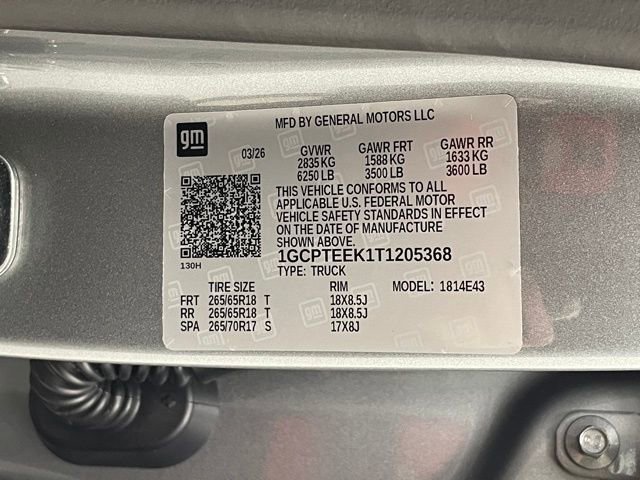 MFD BY GENERAL MOTORS LLC
gm
03/26 GVWR GAWR FRT GAWR RR
2835 KG 1588 KG 1633 KG
6250 LB 3500 LB 3600 LB
THIS VEHICLE CONFORMS TO ALL
APPLICABLE U.S. FEDERAL MOTOR
VEHICLE SAFETY STANDARDS IN EFFECT
ON THE DATE OF MANUFACTURE
SHOWN ABOVE.
130H
1GCPTEEK1T1205368
TYPE: TRUCK
TIRE SIZE RIM MODEL: 1814E43
FRT 265/65R18 T 18X8.5J
RR 265/65R18 T 18X8.5J
SPA 265/70R17 S 17X8J